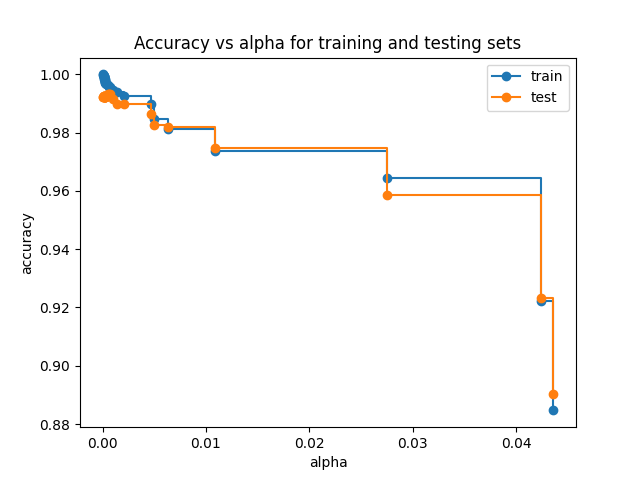 Accuracy vs alpha for training and testing sets
train
test
accuracy
1.00
0.98
0.96
0.94
0.92
0.90
0.88
0.00 0.01 0.02 0.03 0.04
alpha